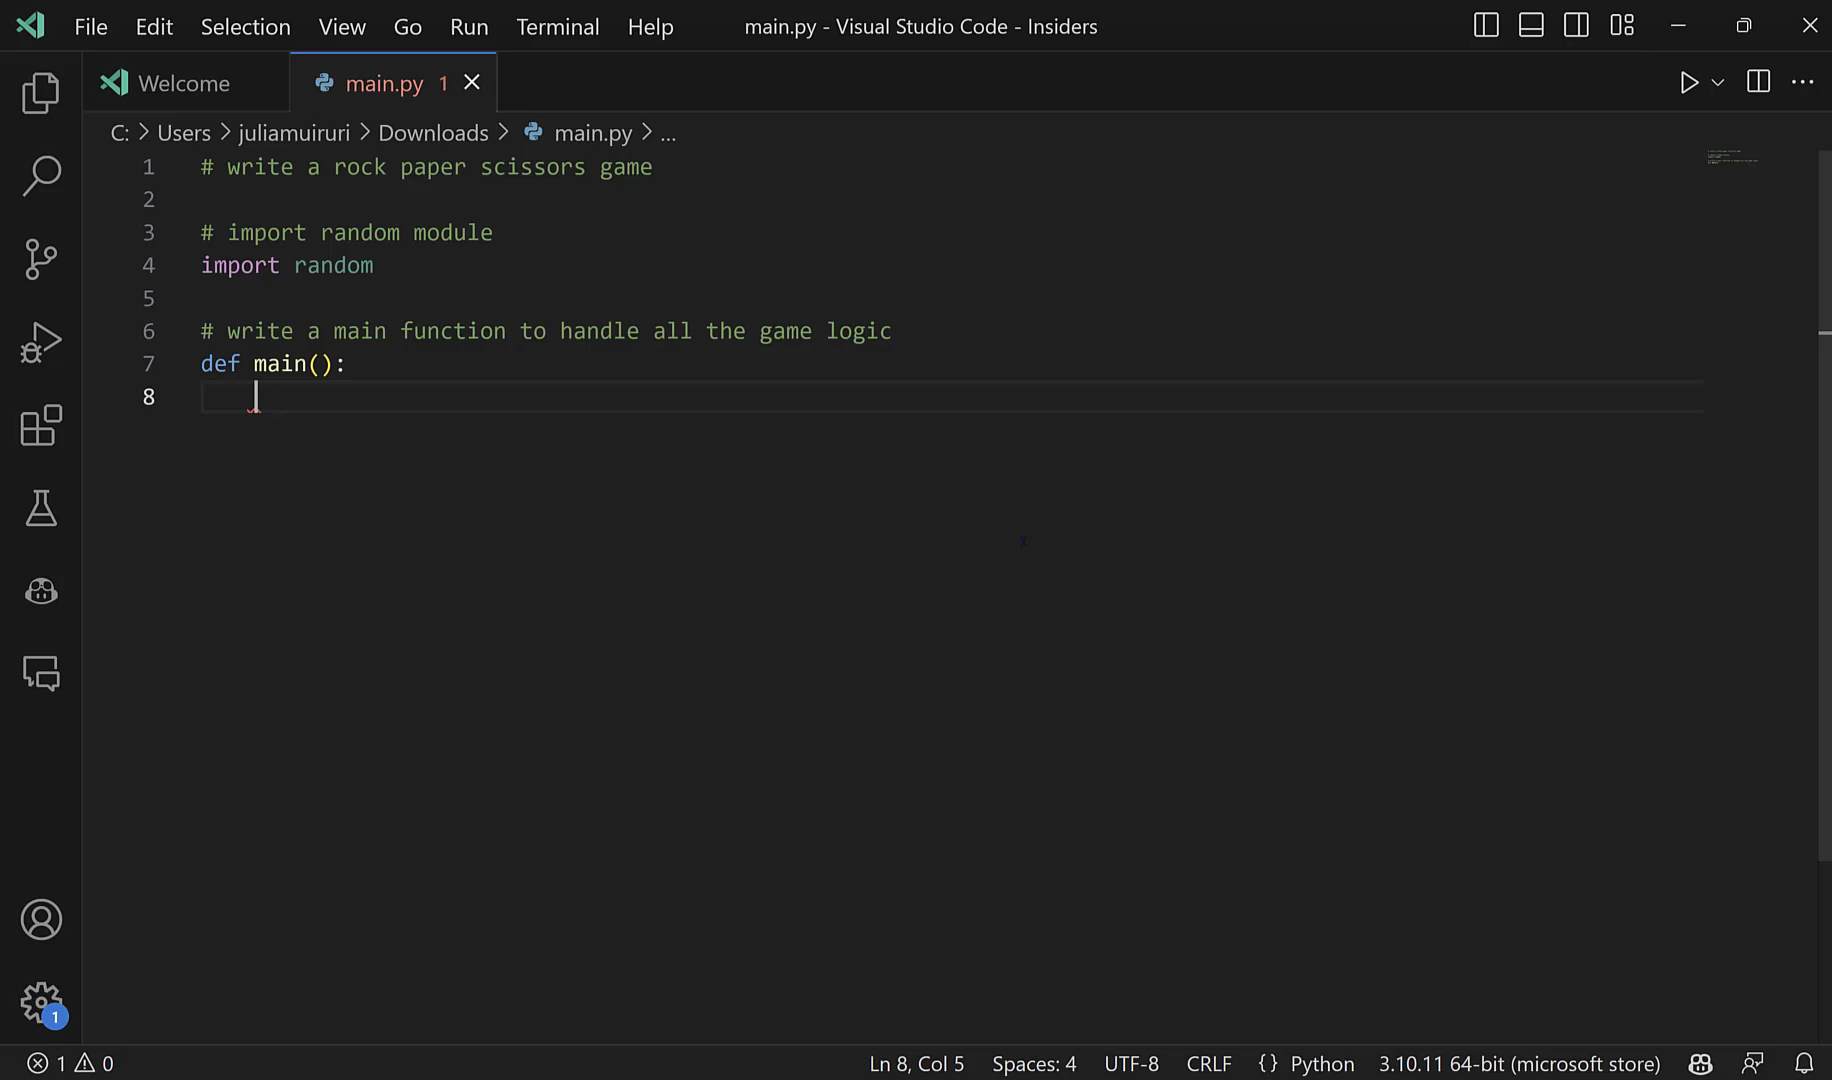 File Edit Selection View Go Run Terminal Help main.py - Visual Studio Code - Insiders
Welcome main.py 1
C: > Users > juliamuiruri > Downloads > main.py > ...
1 # write a rock paper scissors game
2
3 # import random module
4 import random
5
6 # write a main function to handle all the game logic
7 def main():
8
1
1 0 Ln 8, Col 5 Spaces: 4 UTF-8 CRLF {} Python 3.10.11 64-bit (microsoft store)